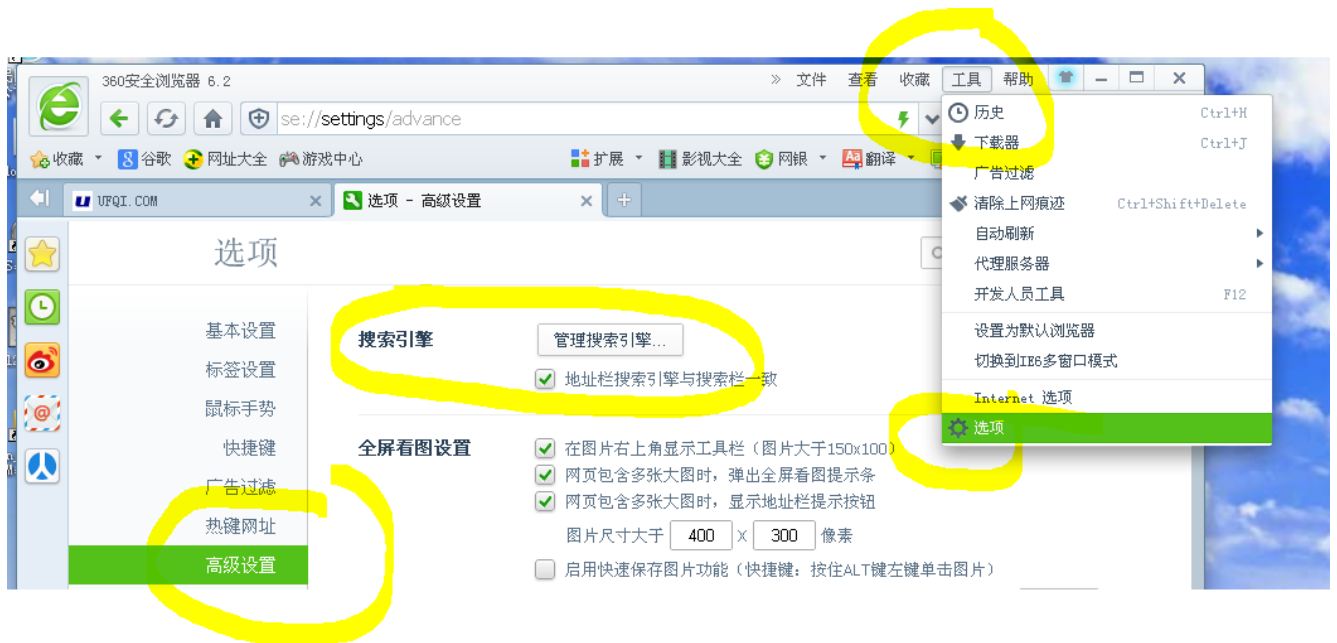 360安全浏览器 6.2
» 文件 查看 收藏 工具 帮助
se://settings/advance
收藏 谷歌 网址大全 游戏中心 扩展 影视大全 网银 翻译
UFQI.COM 选项 - 高级设置
历史 Ctrl+H
下载器 Ctrl+J
广告过滤
清除上网痕迹 Ctrl+Shift+Delete
自动刷新
代理服务器
开发人员工具 F12
设置为默认浏览器
切换到IE6多窗口模式
Internet 选项
选项
选项
基本设置
标签设置
鼠标手势
快捷键
广告过滤
热键网址
高级设置
搜索引擎 管理搜索引擎...
地址栏搜索引擎与搜索栏一致
全屏看图设置 在图片右上角显示工具栏（图片大于150x100）
网页包含多张大图时，弹出全屏看图提示条
网页包含多张大图时，显示地址栏提示按钮
图片尺寸大于 400 X 300 像素
启用快速保存图片功能（快捷键：按住ALT键左键单击图片）